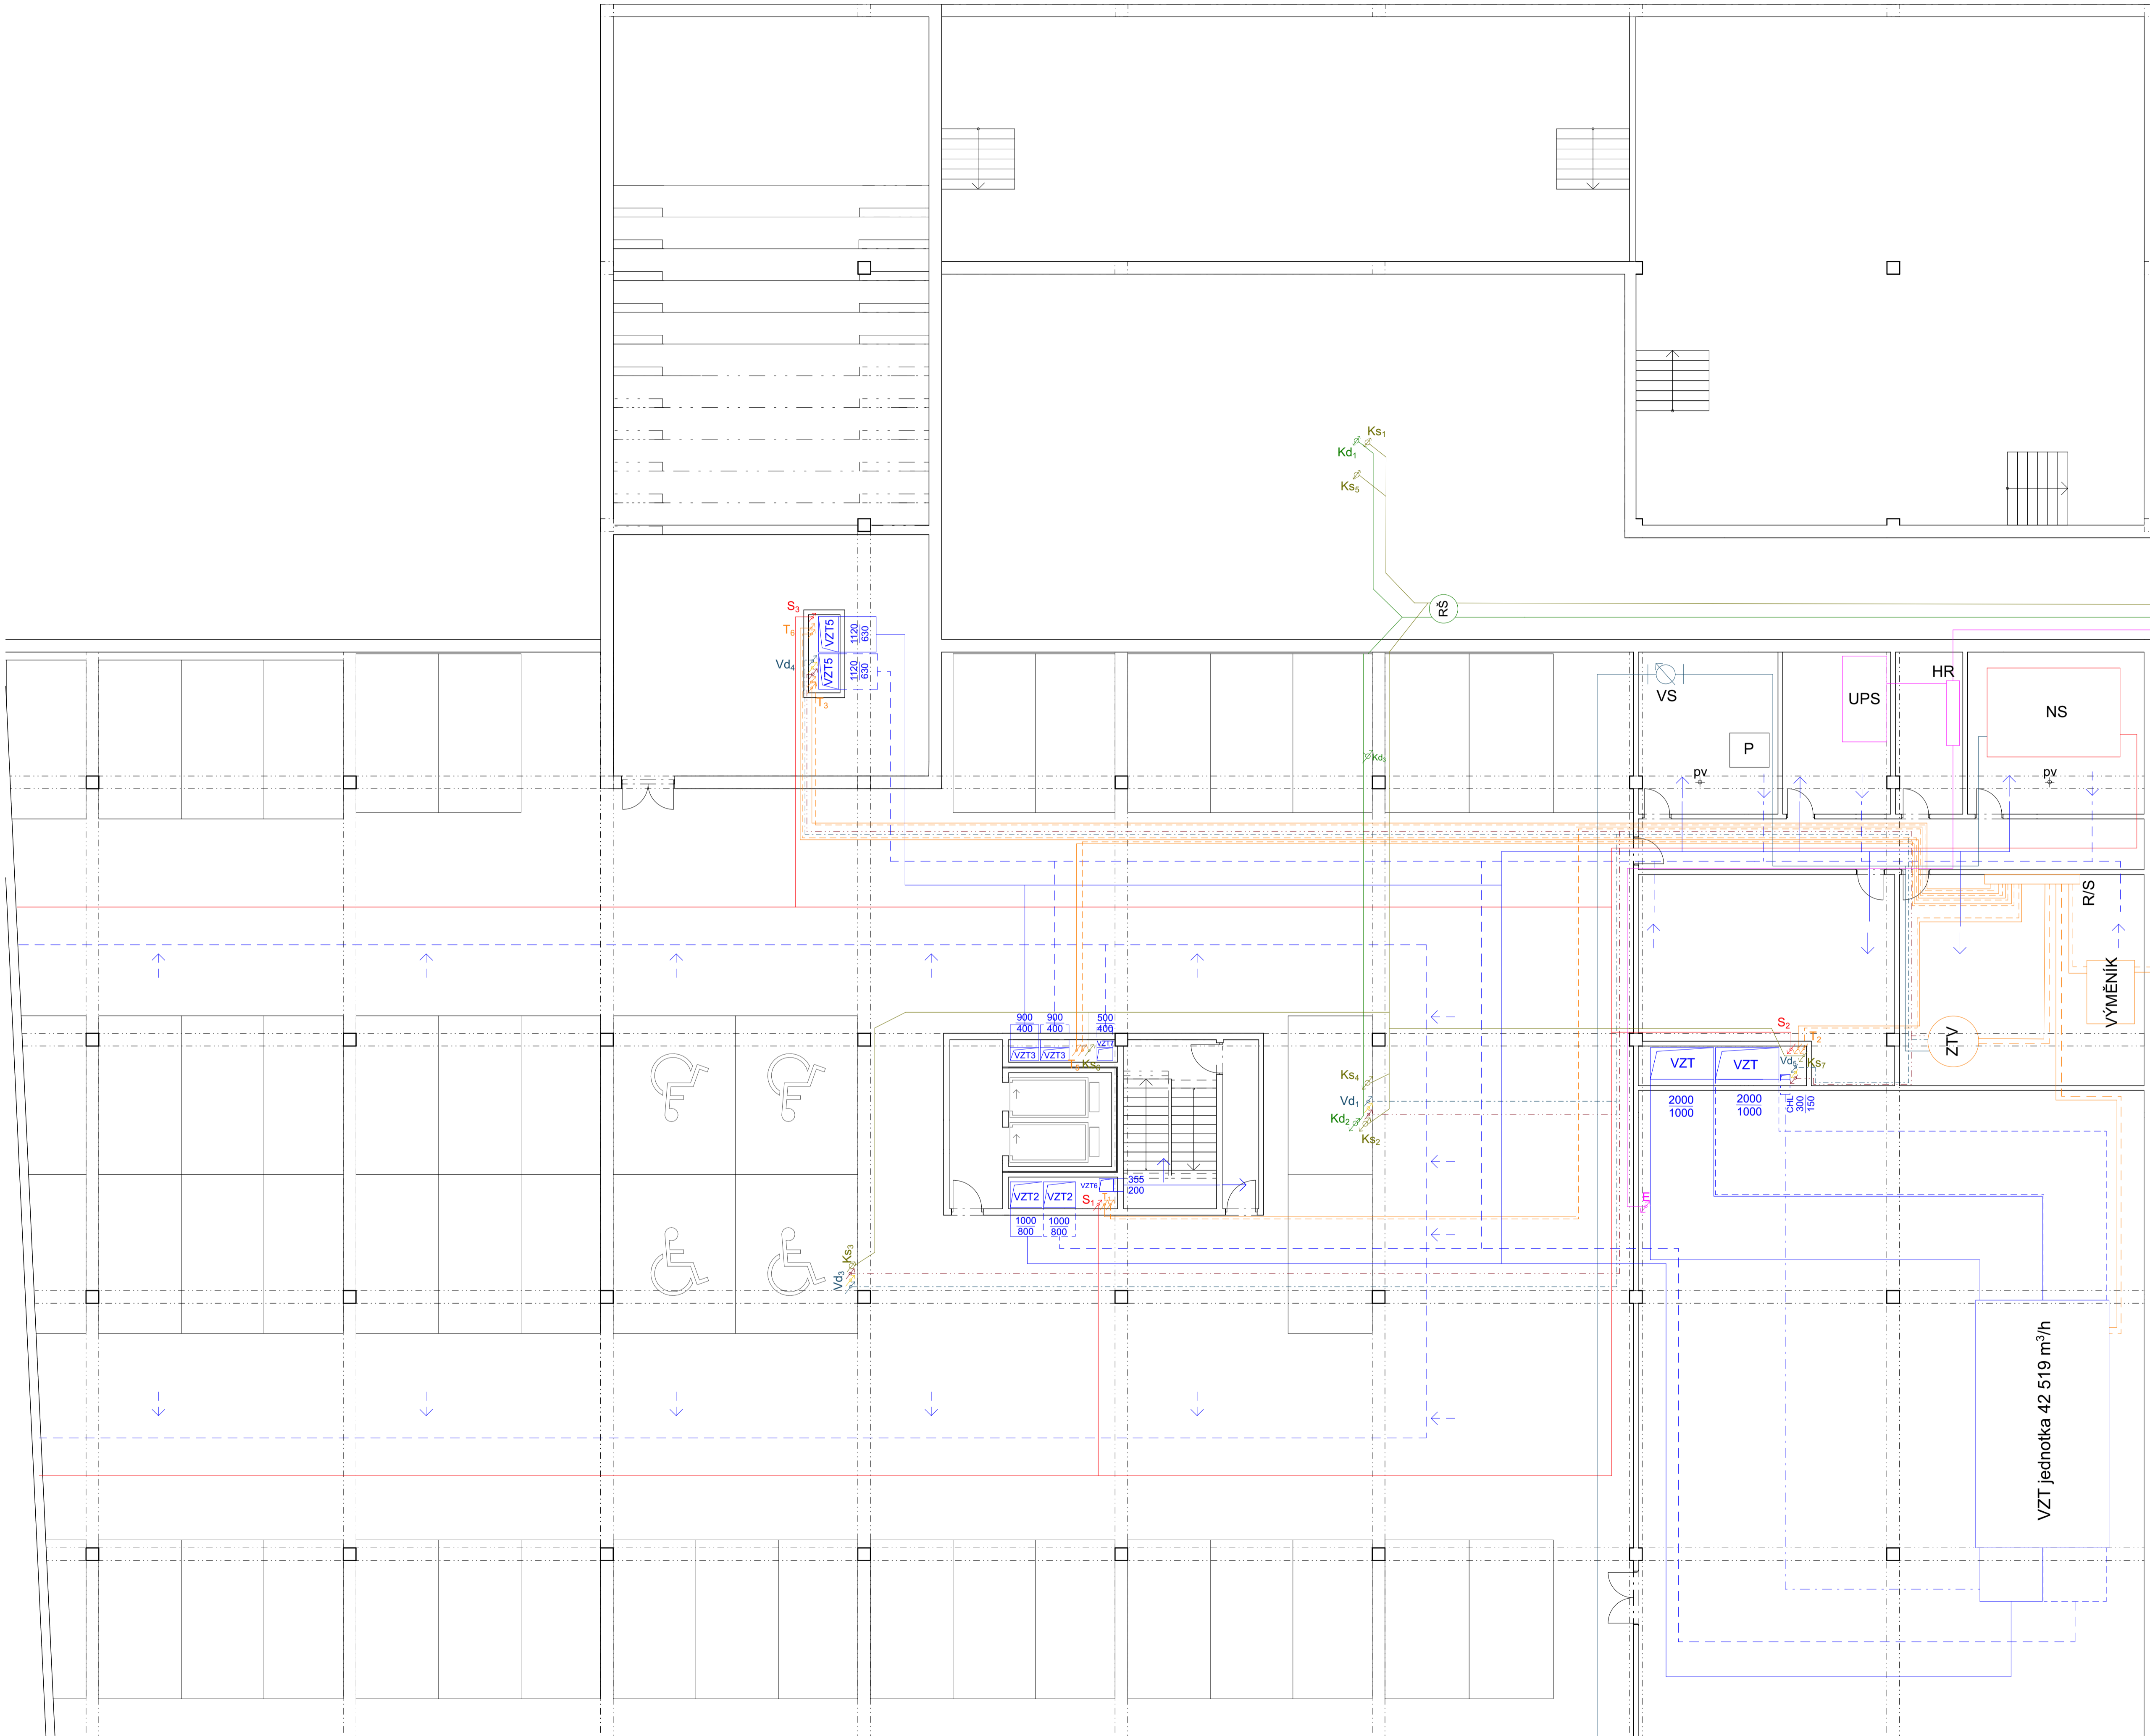 Ks1
Kd1
Ks5
RŠ
S3
T6
VZT5
1120
630
Vd4
VZT5
1120
630
T3
VS
UPS
HR
NS
P
pv
pv
Kd
R/S
VÝMĚNÍK
ZTV
900
400
900
400
500
400
VZT3
VZT3
VZT7
Ks6
S2
T2
VZT
VZT
Vd
Ks7
2000
1000
2000
1000
CHL
300
150
Ks4
Vd1
Kd2
Ks2
VZT6
355
200
VZT2
VZT2
S1
1000
800
1000
800
Ks3
Vd3
VZT jednotka 42 519 m³/h